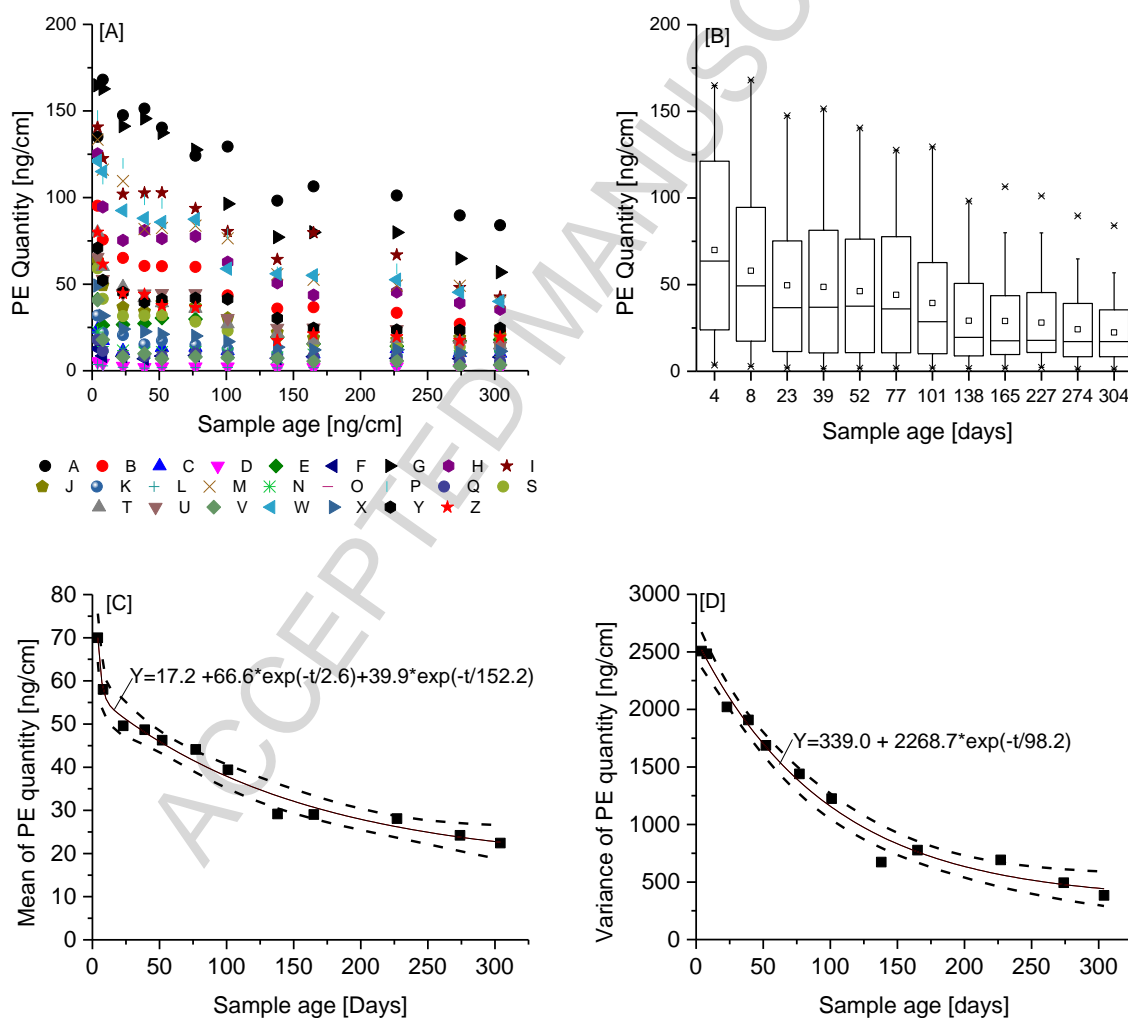 [A]
200
150
100
50
0
PE Quantity [ng/cm]
0 50 100 150 200 250 300
Sample age [ng/cm]
A B C D E F G H I
J K L M N O P Q S
T U V W X Y Z
[B]
200
150
100
50
0
PE Quantity [ng/cm]
4 8 23 39 52 77 101 138 165 227 274 304
Sample age [days]
[C]
80
70
60
50
40
30
20
10
0
Mean of PE quantity [ng/cm]
Y=17.2 +66.6*exp(-t/2.6)+39.9*exp(-t/152.2)
0 50 100 150 200 250 300
Sample age [Days]
[D]
3000
2500
2000
1500
1000
500
0
Variance of PE quantity [ng/cm]
Y=339.0 + 2268.7*exp(-t/98.2)
0 50 100 150 200 250 300
Sample age [days]
ACCEPTED MANUSC